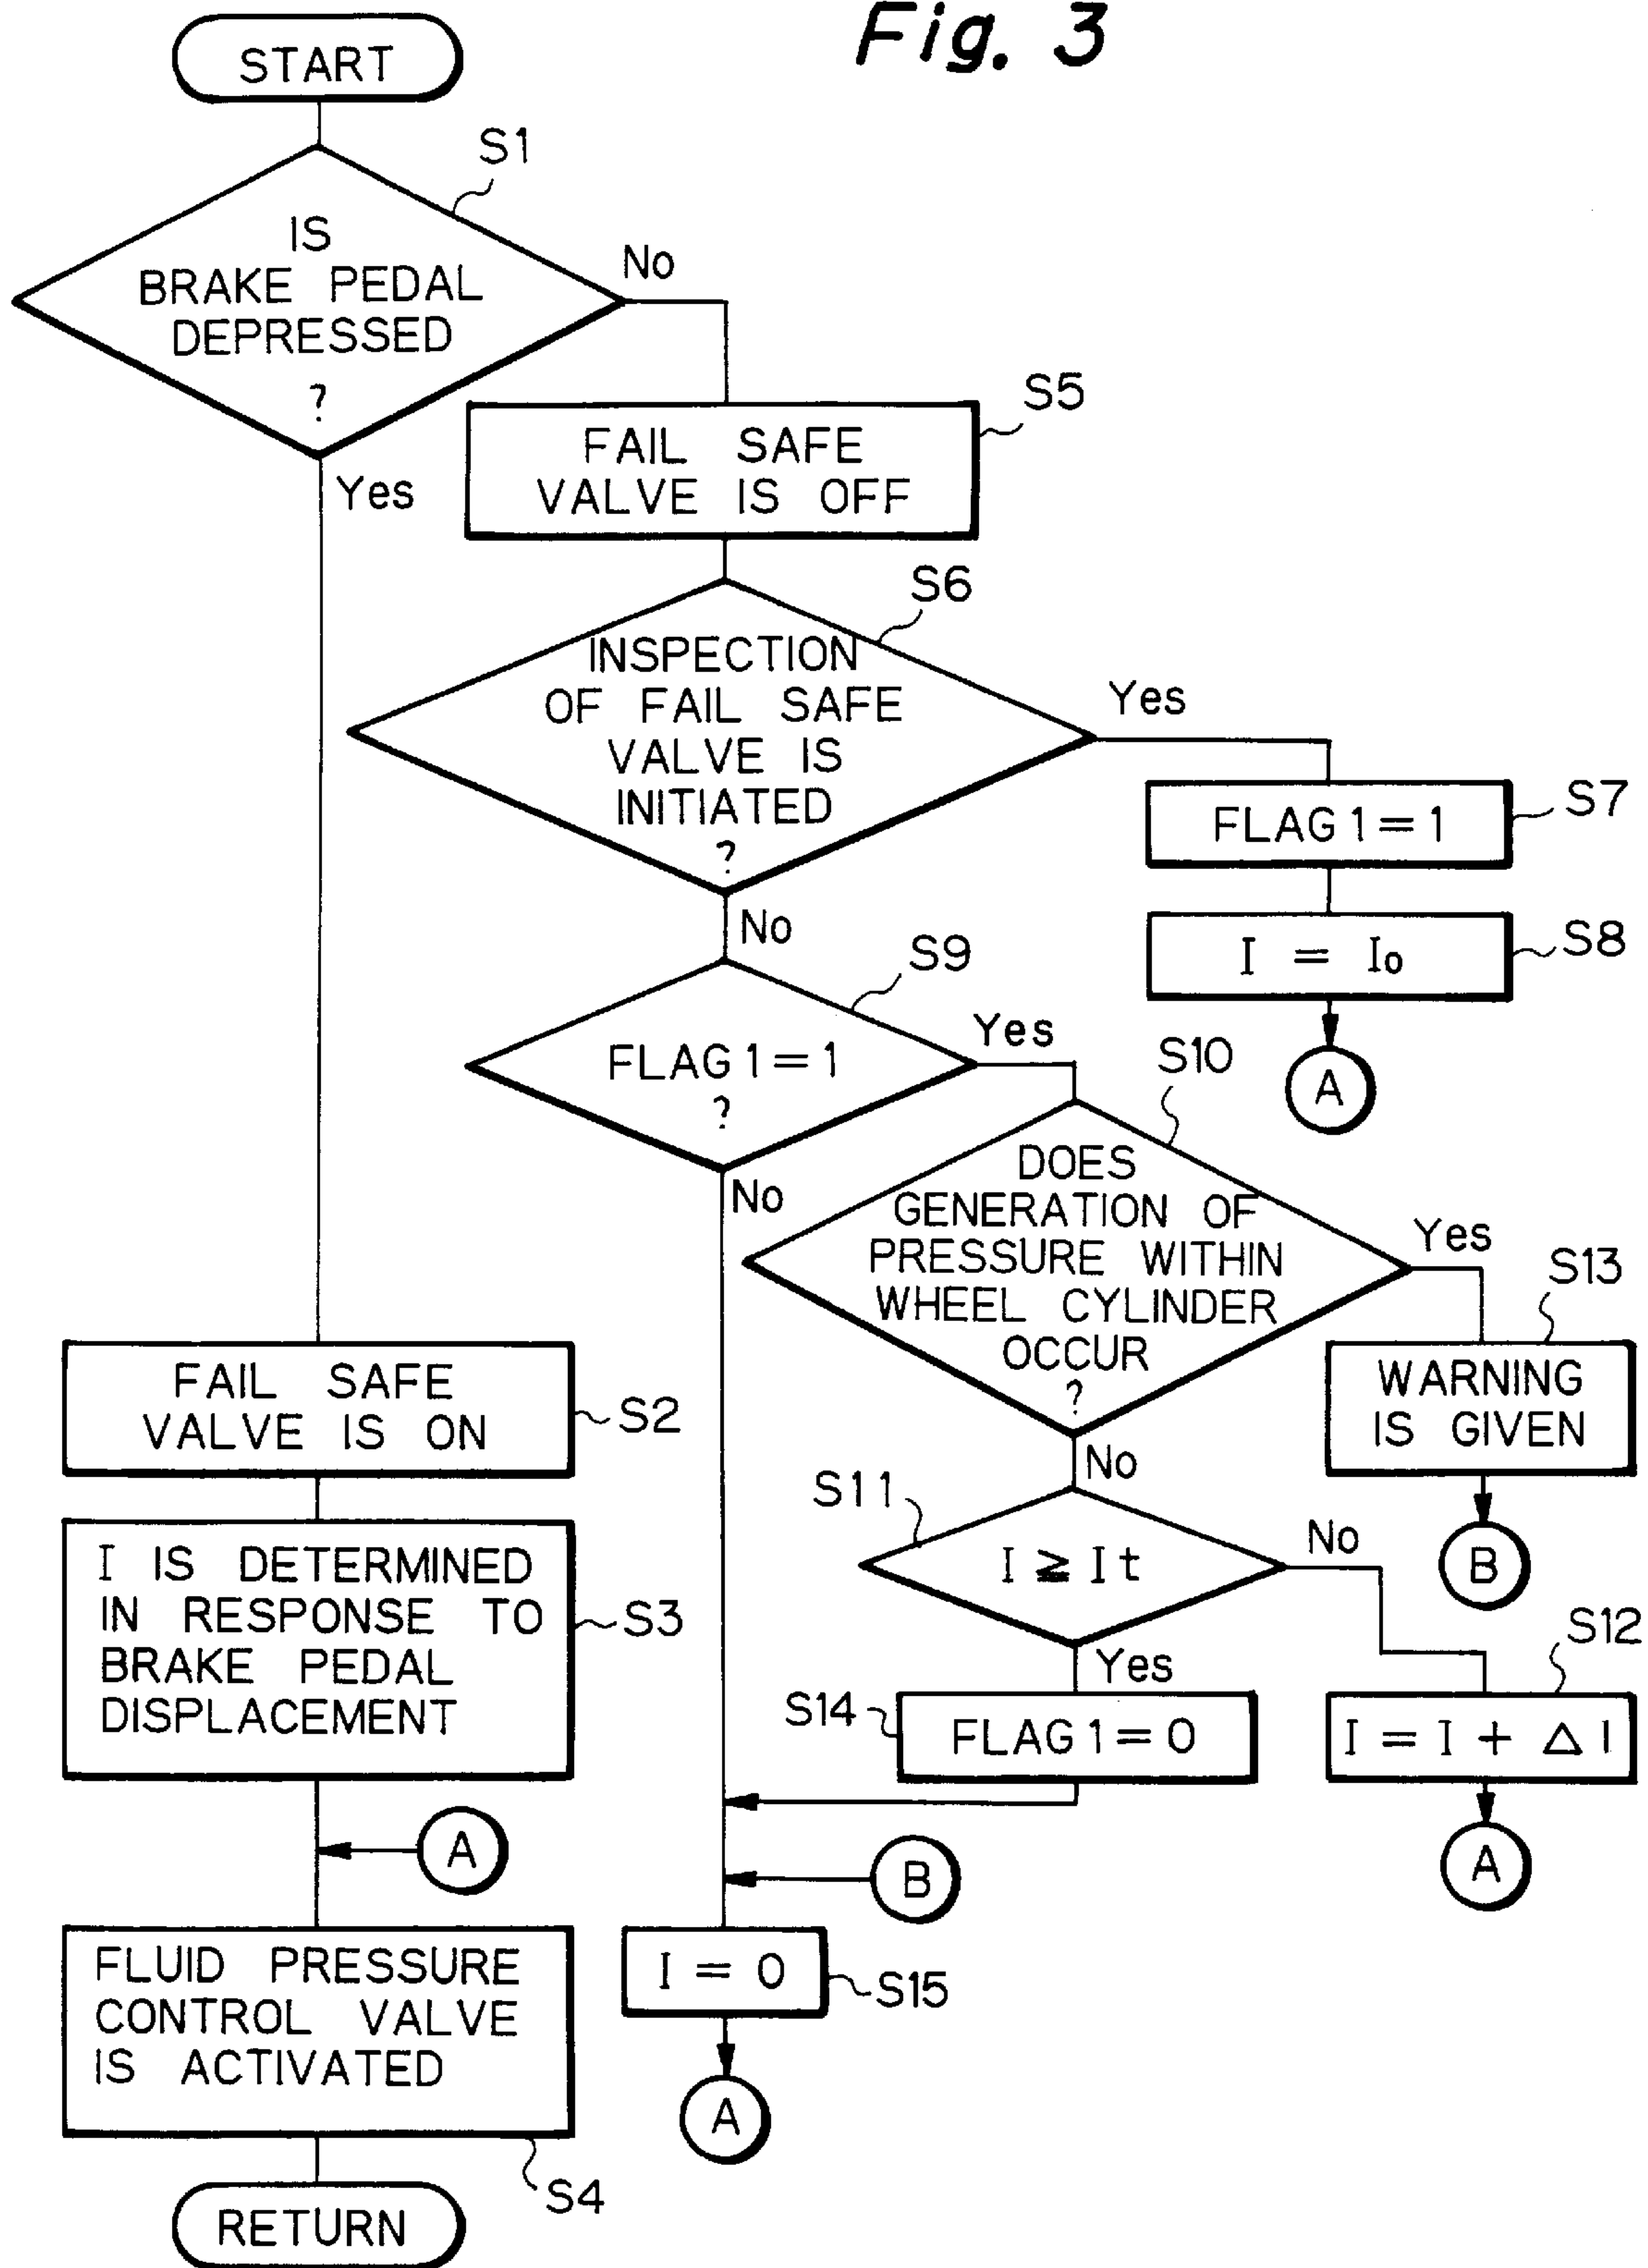 Fig. 3
START
S1
IS
BRAKE PEDAL
DEPRESSED
?
No
Yes
S5
FAIL SAFE
VALVE IS OFF
S6
INSPECTION
OF FAIL SAFE
VALVE IS
INITIATED
?
Yes
No
S7
FLAG 1 = 1
S8
I = I₀
A
S9
FLAG 1 = 1
?
Yes
No
S10
DOES
GENERATION OF
PRESSURE WITHIN
WHEEL CYLINDER
OCCUR
?
Yes
No
S13
WARNING
IS GIVEN
B
S11
I ≧ It
No
Yes
S12
I = I + △I
A
S14
FLAG 1 = 0
FAIL SAFE
VALVE IS ON
S2
I IS DETERMINED
IN RESPONSE TO
BRAKE PEDAL
DISPLACEMENT
S3
A
B
I = 0
S15
A
FLUID PRESSURE
CONTROL VALVE
IS ACTIVATED
S4
RETURN